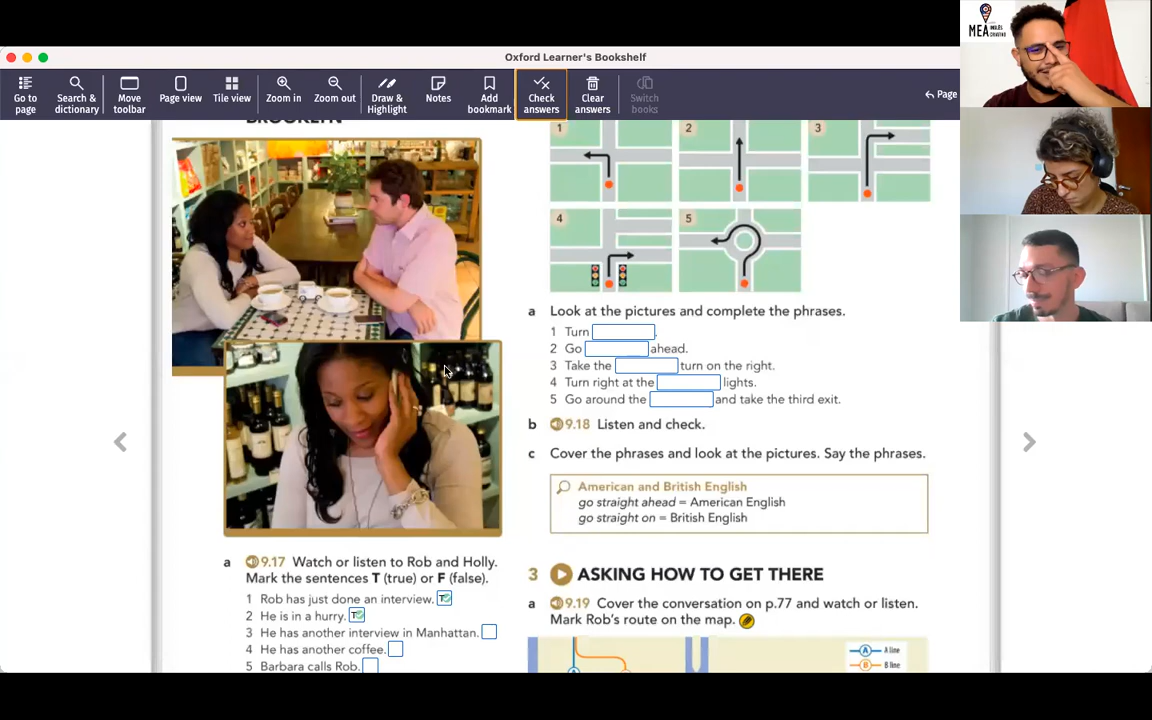 Oxford Learner's Bookshelf
Go to page
Search & dictionary
Move toolbar
Page view
Tile view
Zoom in
Zoom out
Draw & Highlight
Notes
Add bookmark
Check answers
Clear answers
Switch books
Page
MEA
INGLÊS
CREATIVO
BROOKLYN
1
2
3
4
5
a Look at the pictures and complete the phrases.
1 Turn .
2 Go ahead.
3 Take the turn on the right.
4 Turn right at the lights.
5 Go around the and take the third exit.
b 9.18 Listen and check.
c Cover the phrases and look at the pictures. Say the phrases.
American and British English
go straight ahead = American English
go straight on = British English
a 9.17 Watch or listen to Rob and Holly.
Mark the sentences T (true) or F (false).
1 Rob has just done an interview. T
2 He is in a hurry. T
3 He has another interview in Manhattan.
4 He has another coffee.
5 Barbara calls Rob.
3 ASKING HOW TO GET THERE
a 9.19 Cover the conversation on p.77 and watch or listen.
Mark Rob's route on the map.
A A line
B B line
A